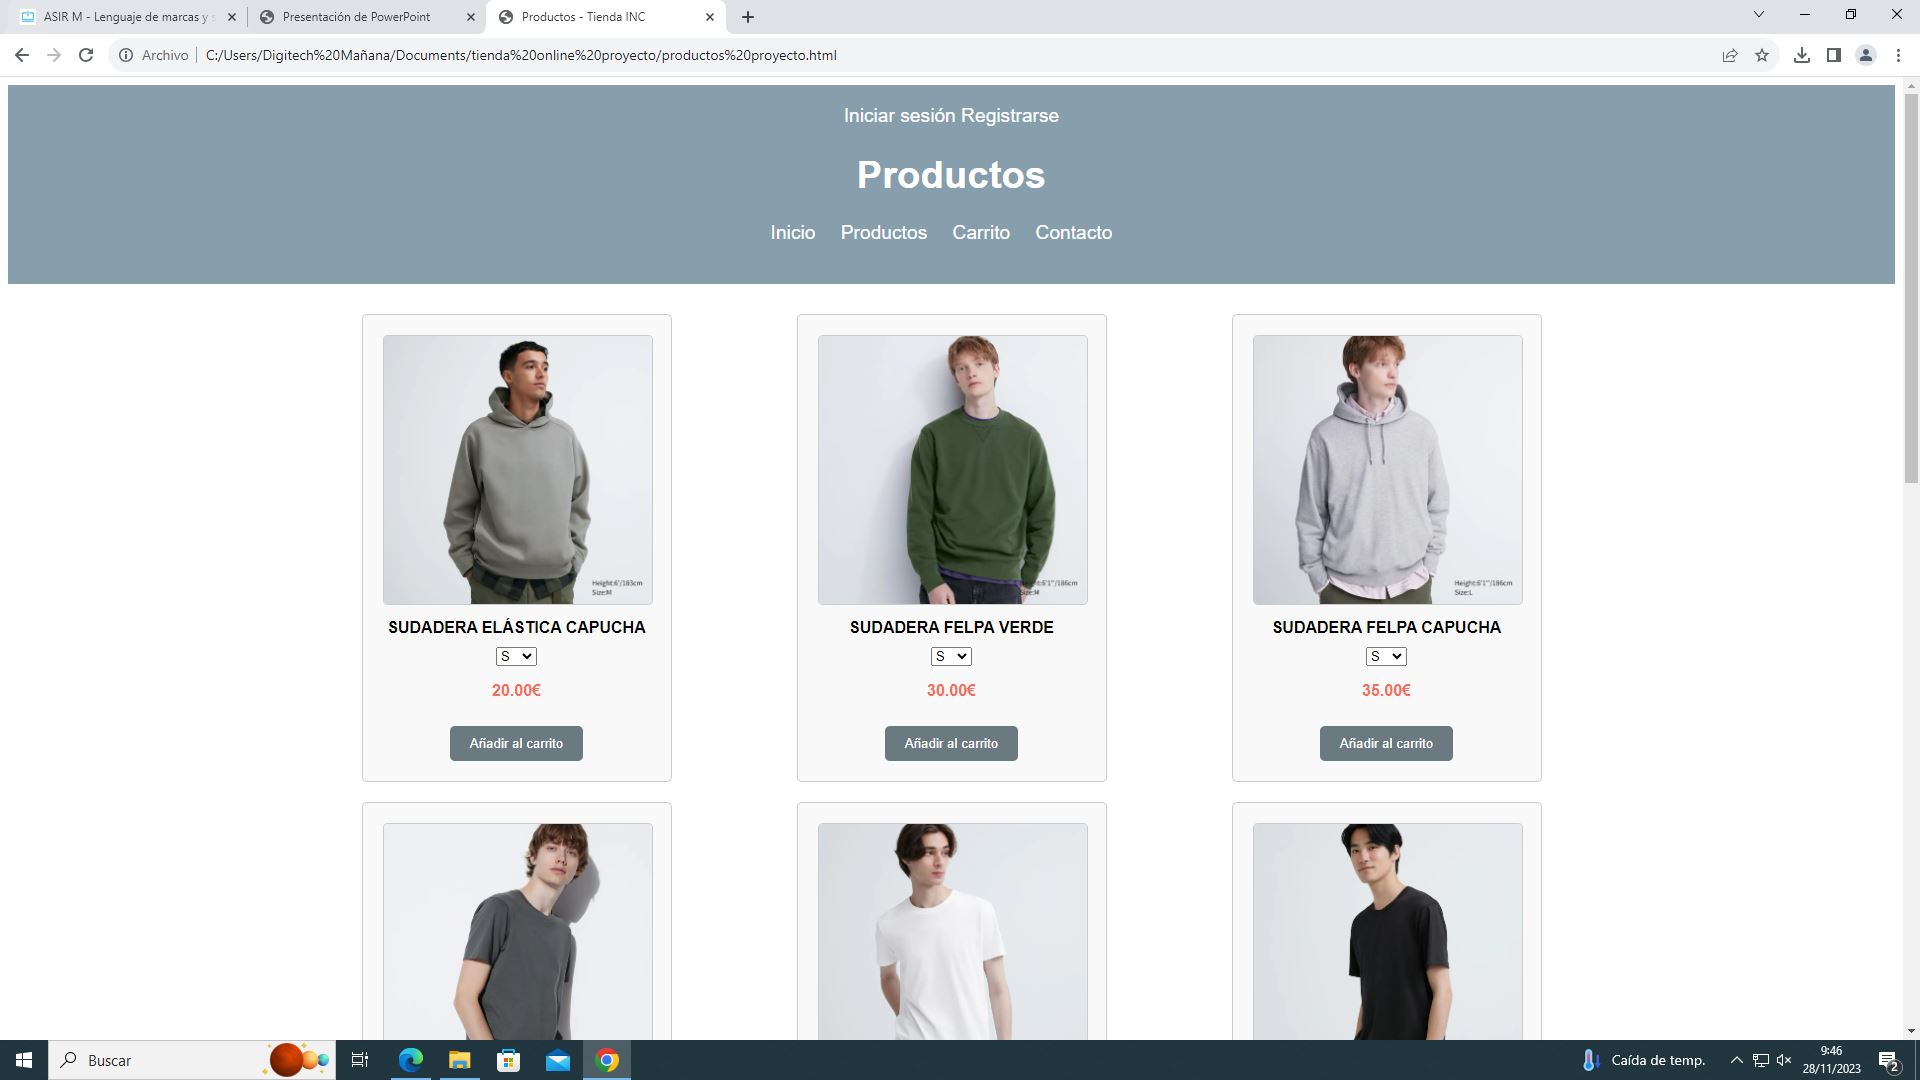 ASIR M - Lenguaje de marcas y s
Presentación de PowerPoint
Productos - Tienda INC
Archivo
C:/Users/Digitech%20Mañana/Documents/tienda%20online%20proyecto/productos%20proyecto.html
Iniciar sesión Registrarse
Productos
Inicio Productos Carrito Contacto
Height:6'/183cm
Size:M
Height:6'1"/186cm
Size:M
Height:6'1"/186cm
Size:L
SUDADERA ELÁSTICA CAPUCHA
S
20.00€
Añadir al carrito
SUDADERA FELPA VERDE
S
30.00€
Añadir al carrito
SUDADERA FELPA CAPUCHA
S
35.00€
Añadir al carrito
Buscar
Caída de temp.
9:46
28/11/2023
2